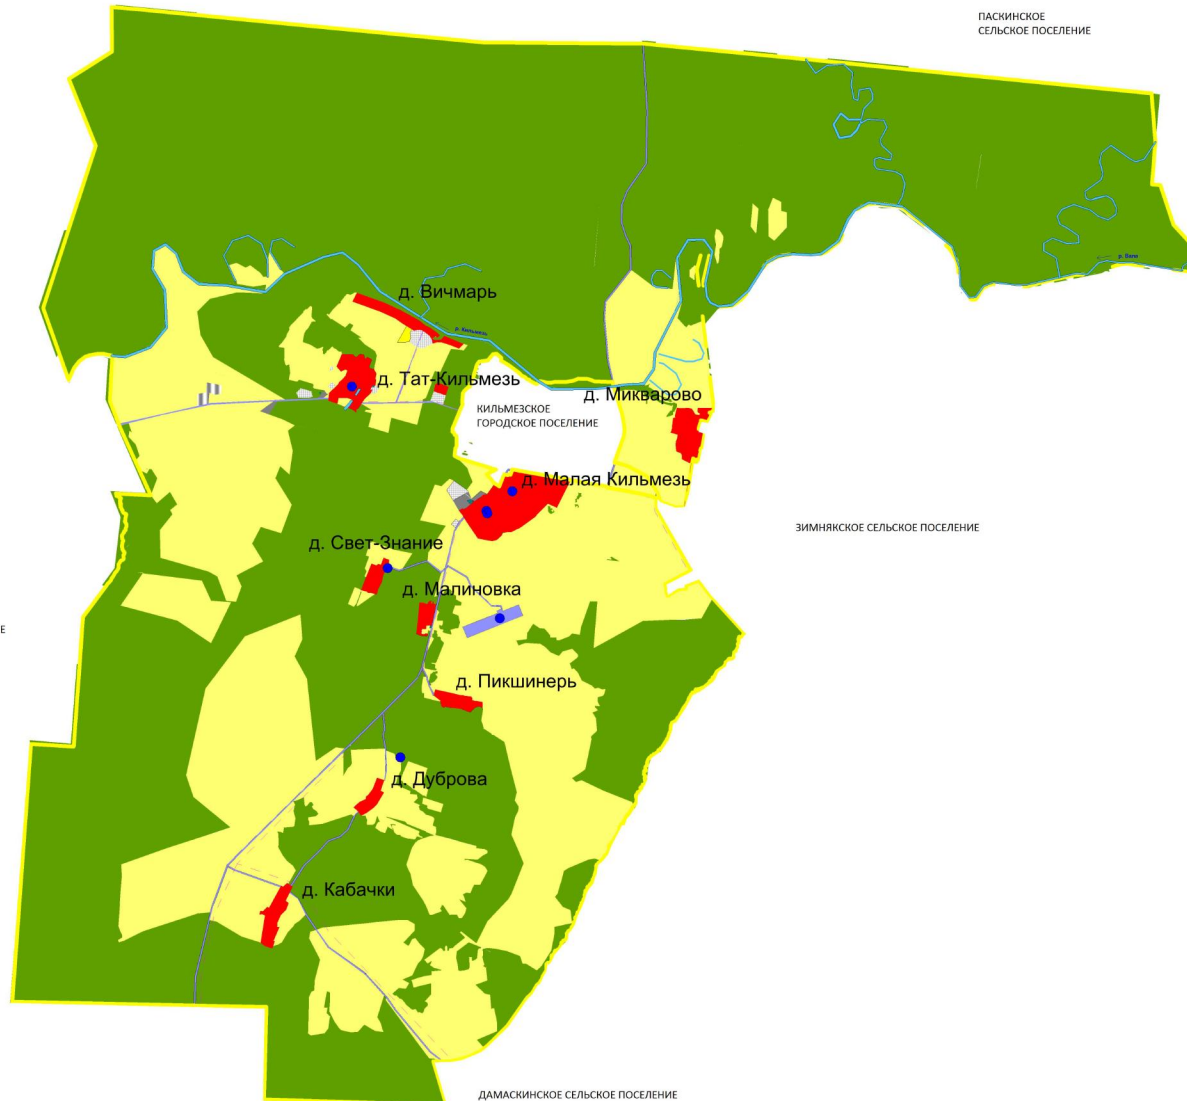 ПАСКИНСКОЕ
СЕЛЬСКОЕ ПОСЕЛЕНИЕ
р. Вала
д. Вичмарь
р. Кильмезь
д. Тат-Кильмезь
д. Микварово
КИЛЬМЕЗСКОЕ
ГОРОДСКОЕ ПОСЕЛЕНИЕ
д. Малая Кильмезь
ЗИМНЯКСКОЕ СЕЛЬСКОЕ ПОСЕЛЕНИЕ
д. Свет-Знание
д. Малиновка
Е
д. Пикшинерь
д. Дуброва
д. Кабачки
ДАМАСКИНСКОЕ СЕЛЬСКОЕ ПОСЕЛЕНИЕ